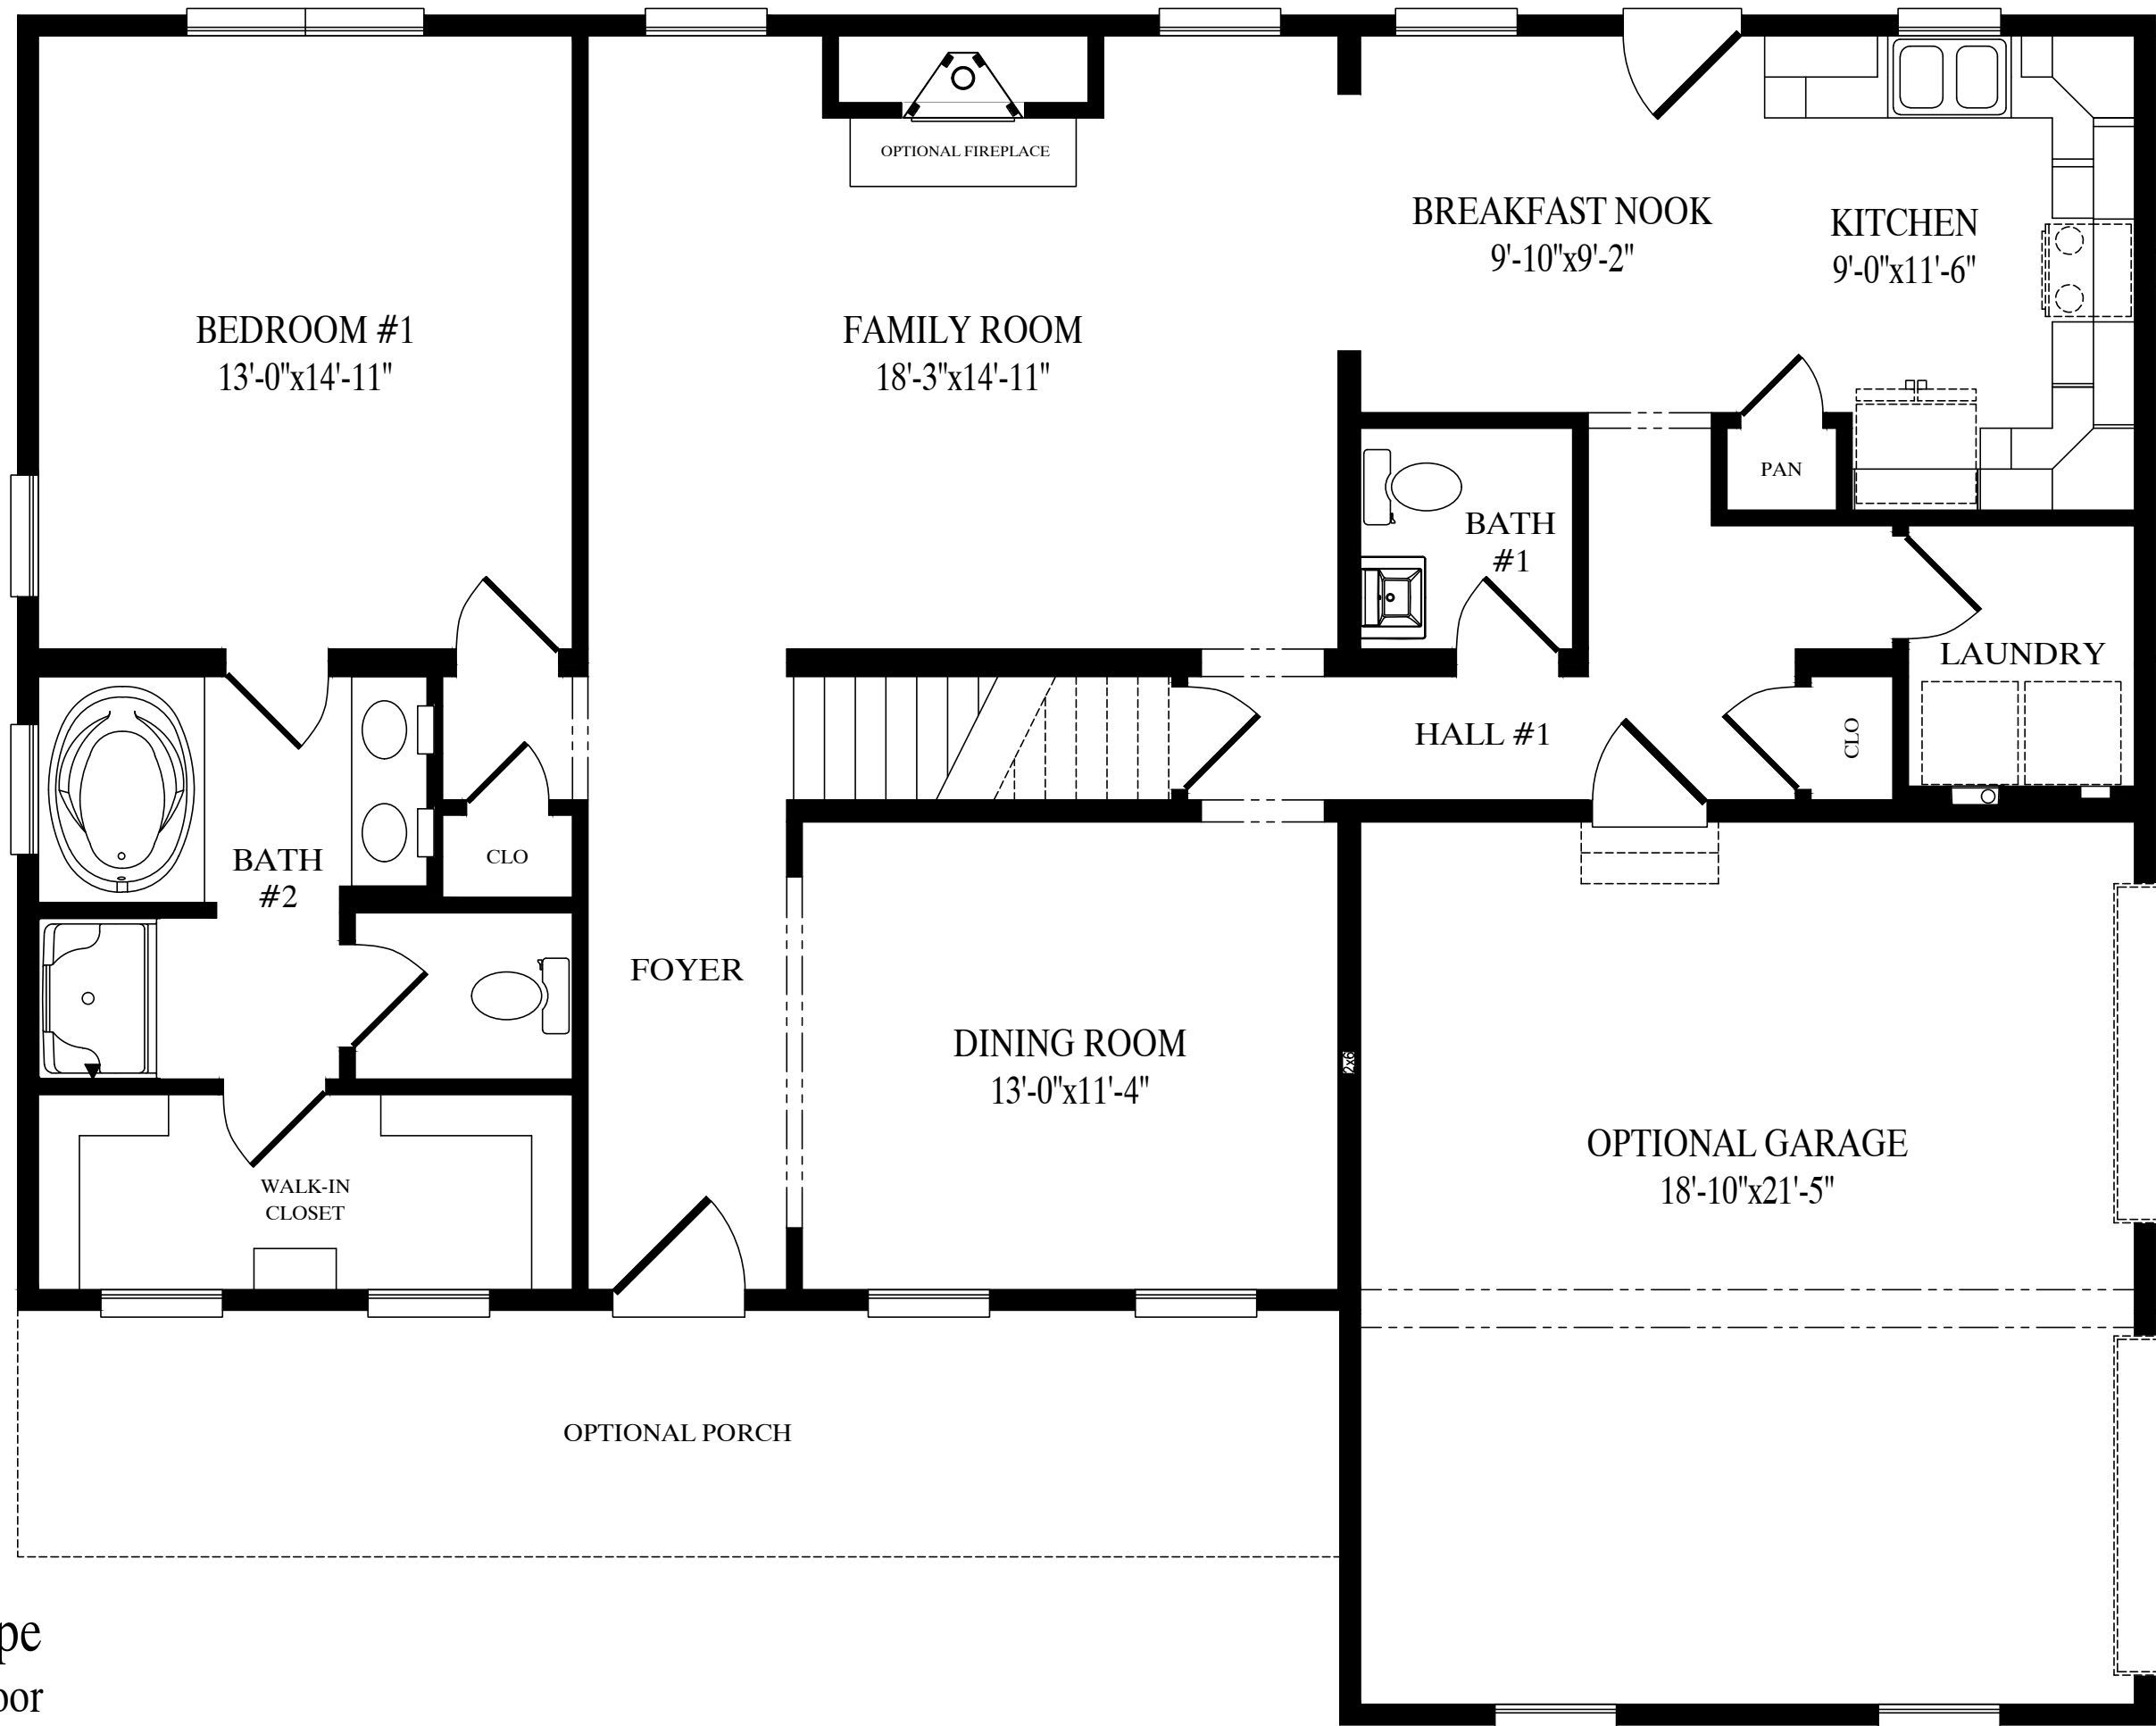 OPTIONAL FIREPLACE
BREAKFAST NOOK
9'-10"x9'-2"
KITCHEN
9'-0"x11'-6"
BEDROOM #1
13'-0"x14'-11"
FAMILY ROOM
18'-3"x14'-11"
PAN
BATH
#1
LAUNDRY
HALL #1
CLO
BATH
#2
CLO
FOYER
DINING ROOM
13'-0"x11'-4"
2x6
OPTIONAL GARAGE
18'-10"x21'-5"
WALK-IN
CLOSET
OPTIONAL PORCH